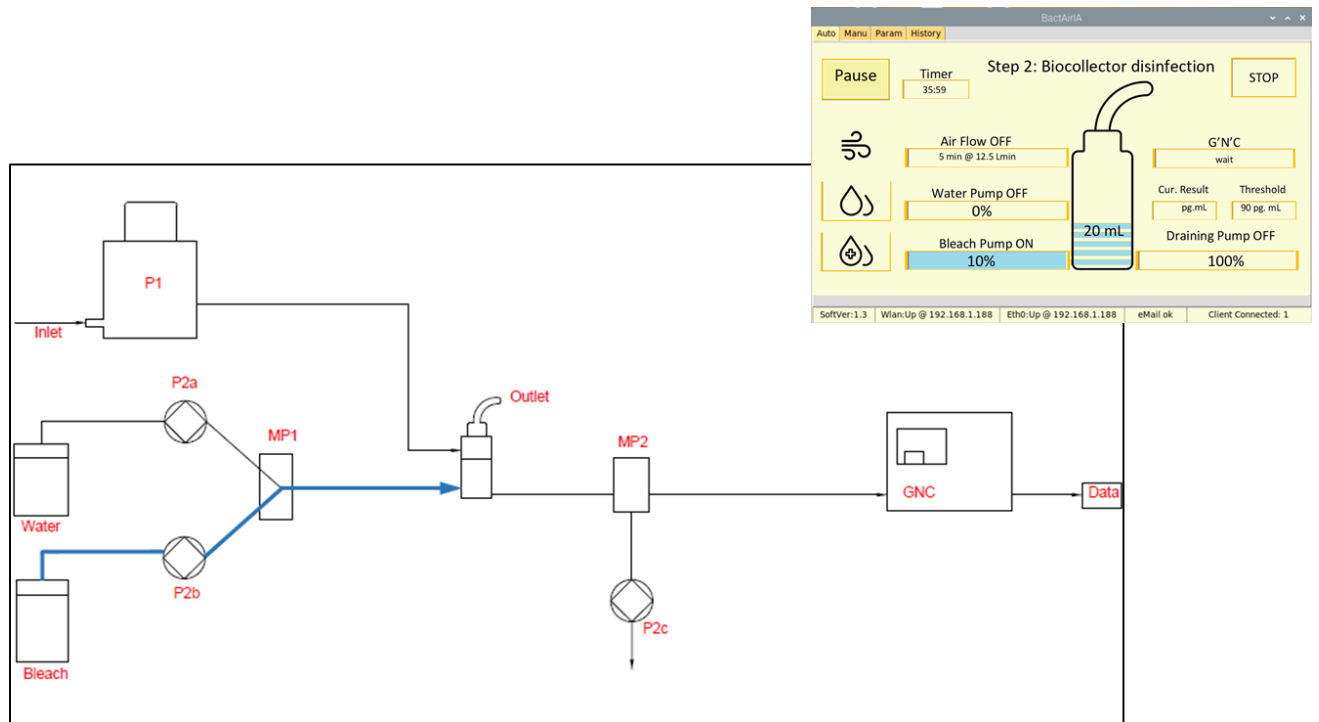 BactAirIA
Auto Manu Param History
Pause
Timer
35:59
Step 2: Biocollector disinfection
STOP
Air Flow OFF
5 min @ 12.5 Lmin
G'N'C
wait
Water Pump OFF
0%
Cur. Result
Threshold
pg.mL
90 pg. mL
20 mL
Bleach Pump ON
10%
Draining Pump OFF
100%
SoftVer:1.3 Wlan:Up @ 192.168.1.188 Eth0:Up @ 192.168.1.188 eMail ok Client Connected: 1
P1
Inlet
P2a
Outlet
MP1
MP2
GNC
Data
Water
P2b
P2c
Bleach